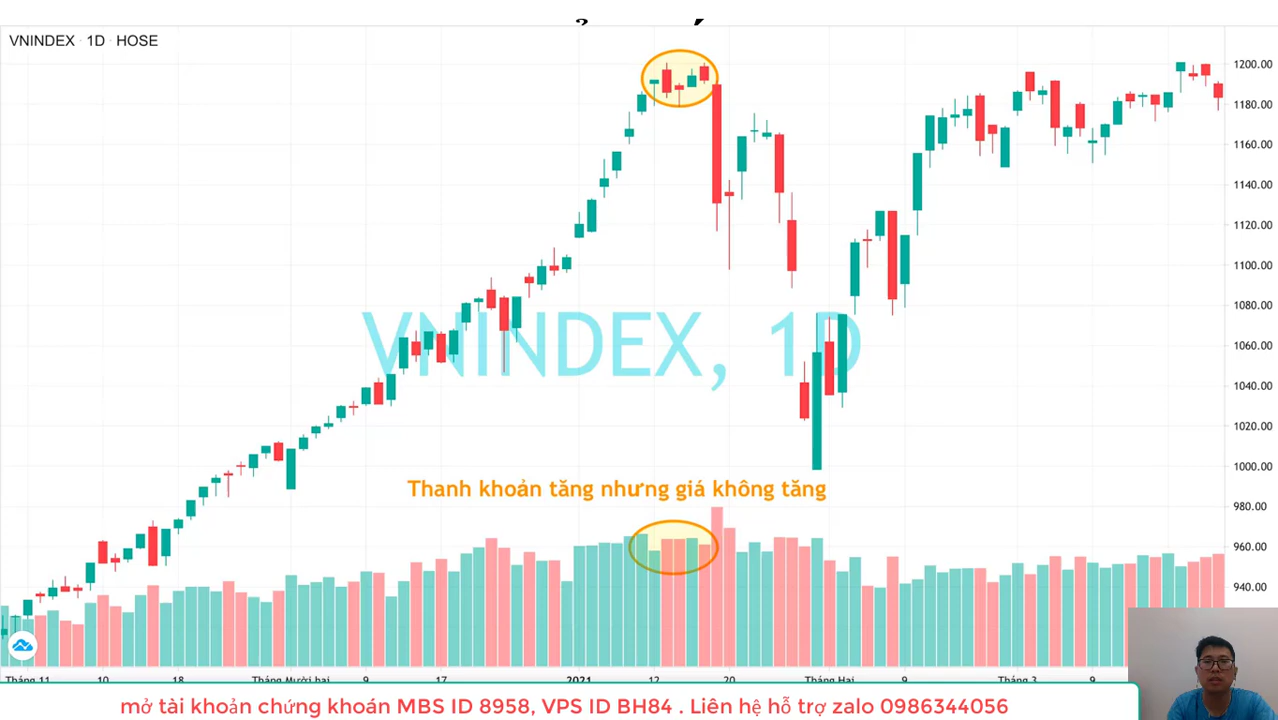 VNINDEX · 1D · HOSE
1200.00
1180.00
1160.00
1140.00
1120.00
1100.00
1080.00
1060.00
1040.00
1020.00
1000.00
980.00
960.00
940.00
VNINDEX, 1D
Thanh khoản tăng nhưng giá không tăng
Tháng 11 10 18 Tháng Mười hai 9 17 2021 12 20 Tháng Hai 9 Tháng 3 9
mở tài khoản chứng khoán MBS ID 8958, VPS ID BH84 . Liên hệ hỗ trợ zalo 0986344056